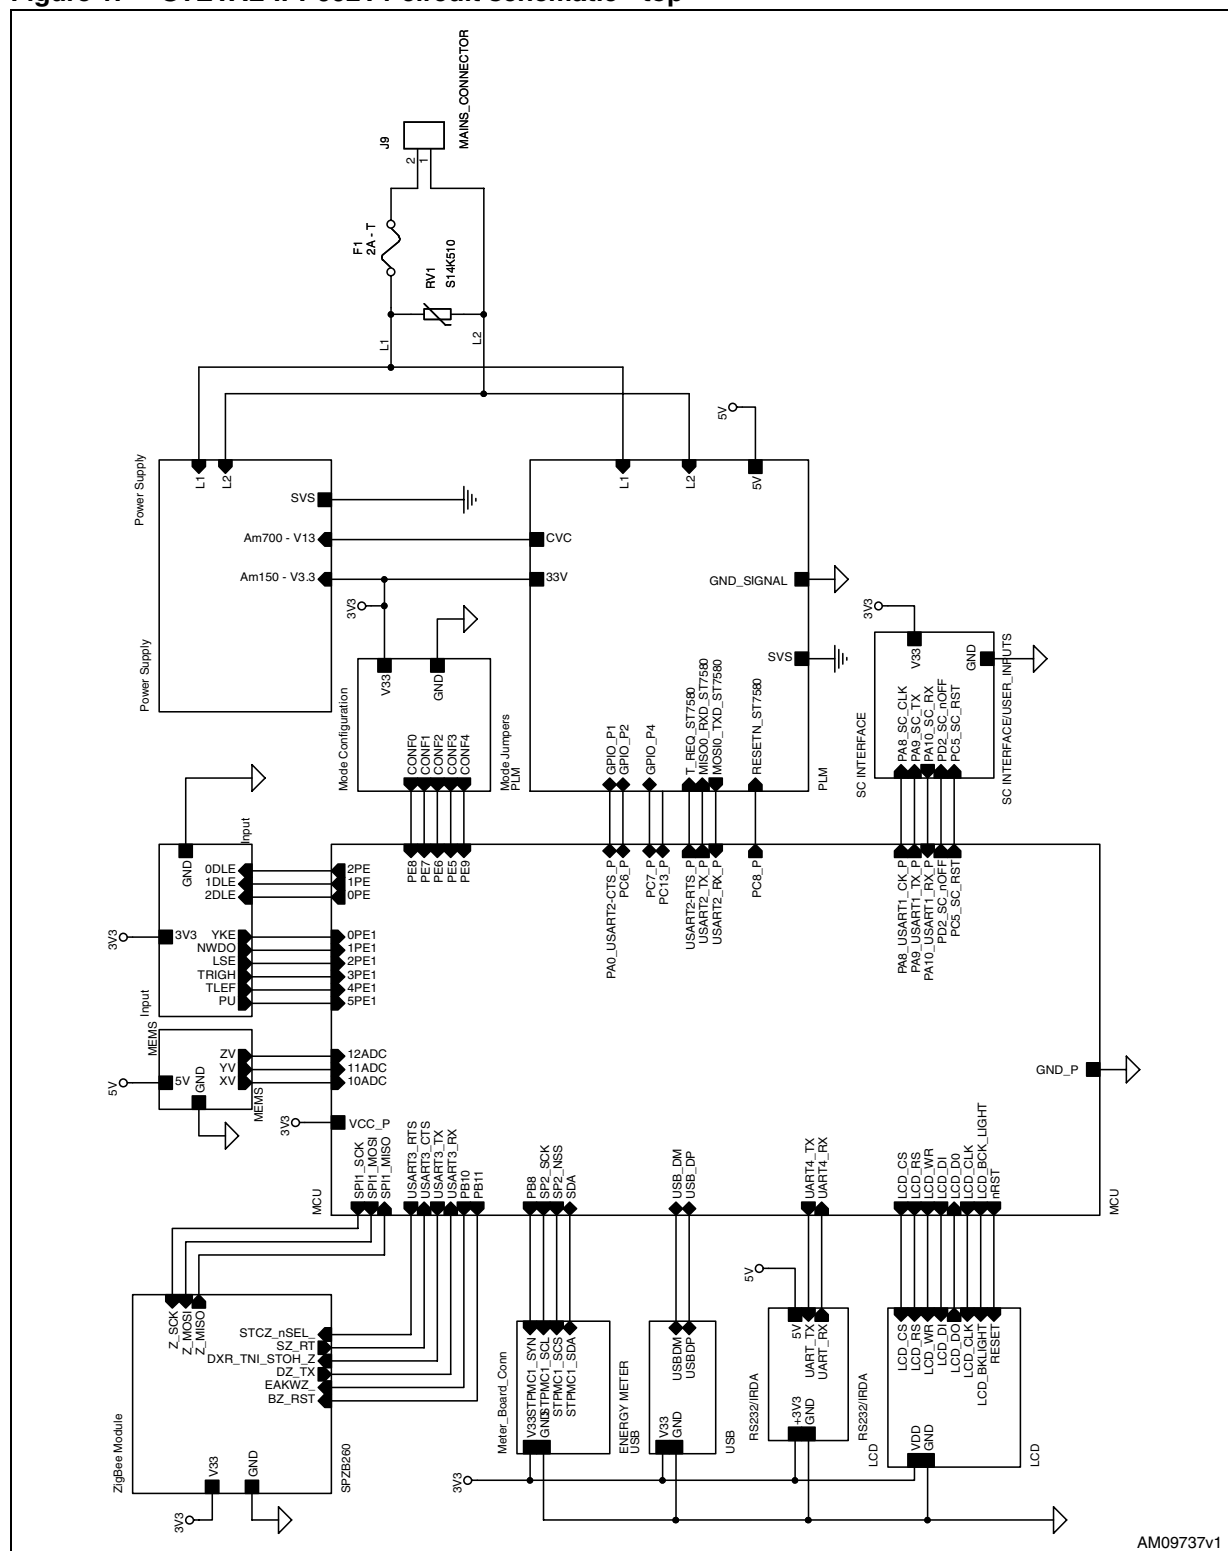 J9
MAINS_CONNECTOR
2
1
F1
2A - T
RV1
S14K510
L1
L2
Power Supply
L1
L2
SVS
Am700 - V13
Am150 - V3.3
Power Supply
5V
L1
L2
5V
CVC
33V
GND_SIGNAL
SVS
GPIO_P1
GPIO_P2
GPIO_P4
T_REQ_ST7580
MISO0_RXD_ST7580
MOSI0_TXD_ST7580
RESETN_ST7580
PLM
3V3
Mode Configuration
V33
GND
CONF0
CONF1
CONF2
CONF3
CONF4
Mode Jumpers
PLM
3V3
SC INTERFACE
V33
GND
PA8_SC_CLK
PA9_SC_TX
PA10_SC_RX
PD2_SC_nOFF
PC5_SC_RST
SC INTERFACE/USER_INPUTS
Input
GND
0DLE
1DLE
2DLE
3V3
3V3
YKE
NWDO
LSE
TRIGH
TLEF
PU
Input
MEMS
5V
5V
GND
ZV
YV
XV
MEMS
2PE
1PE
0PE
0PE1
1PE1
2PE1
3PE1
4PE1
5PE1
12ADC
11ADC
10ADC
3V3
VCC_P
PE8
PE7
PE6
PE5
PE9
PA0_USART2-CTS_P
PC6_P
PC7_P
PC13_P
USART2-RTS_P
USART2_TX_P
USART2_RX_P
PC8_P
PA8_USART1_CK_P
PA9_USART1_TX_P
PA10_USART1_RX_P
PD2_SC_nOFF
PC5_SC_RST
GND_P
MCU
SPI1_SCK
SPI1_MOSI
SPI1_MISO
USART3_RTS
USART3_CTS
USART3_TX
USART3_RX
PB10
PB11
PB8
SP2_SCK
SP2_NSS
SDA
USB_DM
USB_DP
UART4_TX
UART4_RX
LCD_CS
LCD_RS
LCD_WR
LCD_DI
LCD_D0
LCD_CLK
LCD_BCK_LIGHT
nRST
MCU
ZigBee Module
Z_SCK
Z_MOSI
Z_MISO
STCZ_nSEL_
SZ_RT
DXR_TNI_STOH_Z
DZ_TX
EAKWZ_
BZ_RST
V33
GND
3V3
SPZB260
Meter_Board_Conn
STPMC1_SYN
STPMC1_SCL
STPMC1_SCS
STPMC1_SDA
V33
GND
ENERGY METER
USB
USBDM
USBDP
V33
GND
USB
5V
RS232/IRDA
5V
UART_TX
UART_RX
+3V3
GND
RS232/IRDA
LCD
LCD_CS
LCD_RS
LCD_WR
LCD_DI
LCD_DO
LCD_CLK
LCD_BKLIGHT
RESET
VDD
GND
LCD
3V3
AM09737v1